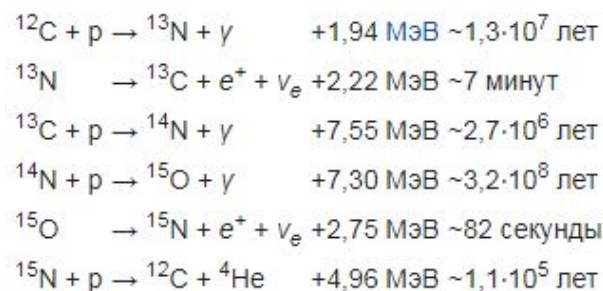 ¹²C + p → ¹³N + γ +1,94 МэВ ~1,3·10⁷ лет
¹³N → ¹³C + e⁺ + νₑ +2,22 МэВ ~7 минут
¹³C + p → ¹⁴N + γ +7,55 МэВ ~2,7·10⁶ лет
¹⁴N + p → ¹⁵O + γ +7,30 МэВ ~3,2·10⁸ лет
¹⁵O → ¹⁵N + e⁺ + νₑ +2,75 МэВ ~82 секунды
¹⁵N + p → ¹²C + ⁴He +4,96 МэВ ~1,1·10⁵ лет